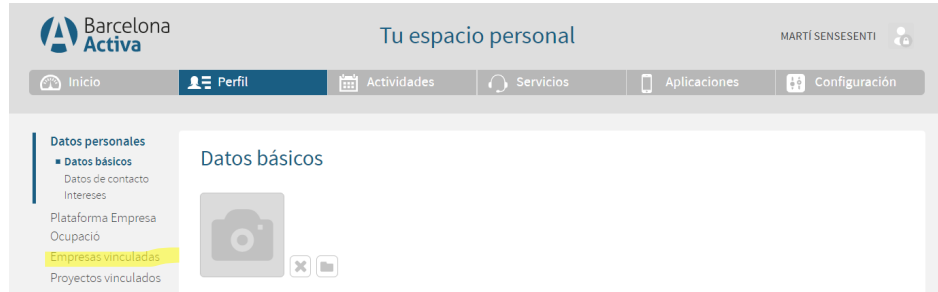 Barcelona
Activa
Tu espacio personal
MARTÍ SENSESENTI
Inicio
Perfil
Actividades
Servicios
Aplicaciones
Configuración
Datos personales
Datos básicos
Datos de contacto
Intereses
Plataforma Empresa
Ocupació
Empresas vinculadas
Proyectos vinculados
Datos básicos